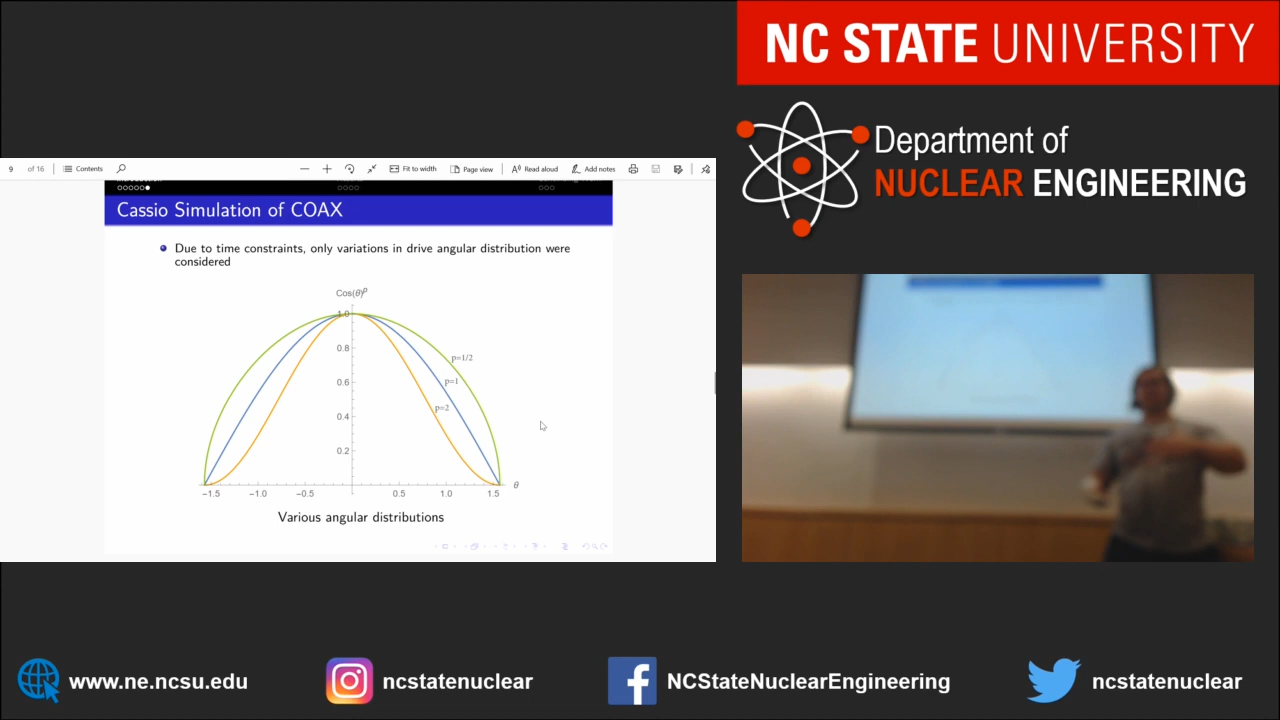 NC STATE UNIVERSITY
Department of
NUCLEAR ENGINEERING
9 of 16 Contents Fit to width Page view Read aloud Add notes
Cassio Simulation of COAX
Due to time constraints, only variations in drive angular distribution were
considered
Cos(θ)^p
1.0
0.8
0.6
0.4
0.2
p=1/2
p=1
p=2
θ
−1.5 −1.0 −0.5 0.5 1.0 1.5
Various angular distributions
www.ne.ncsu.edu
ncstatenuclear
NCStateNuclearEngineering
ncstatenuclear